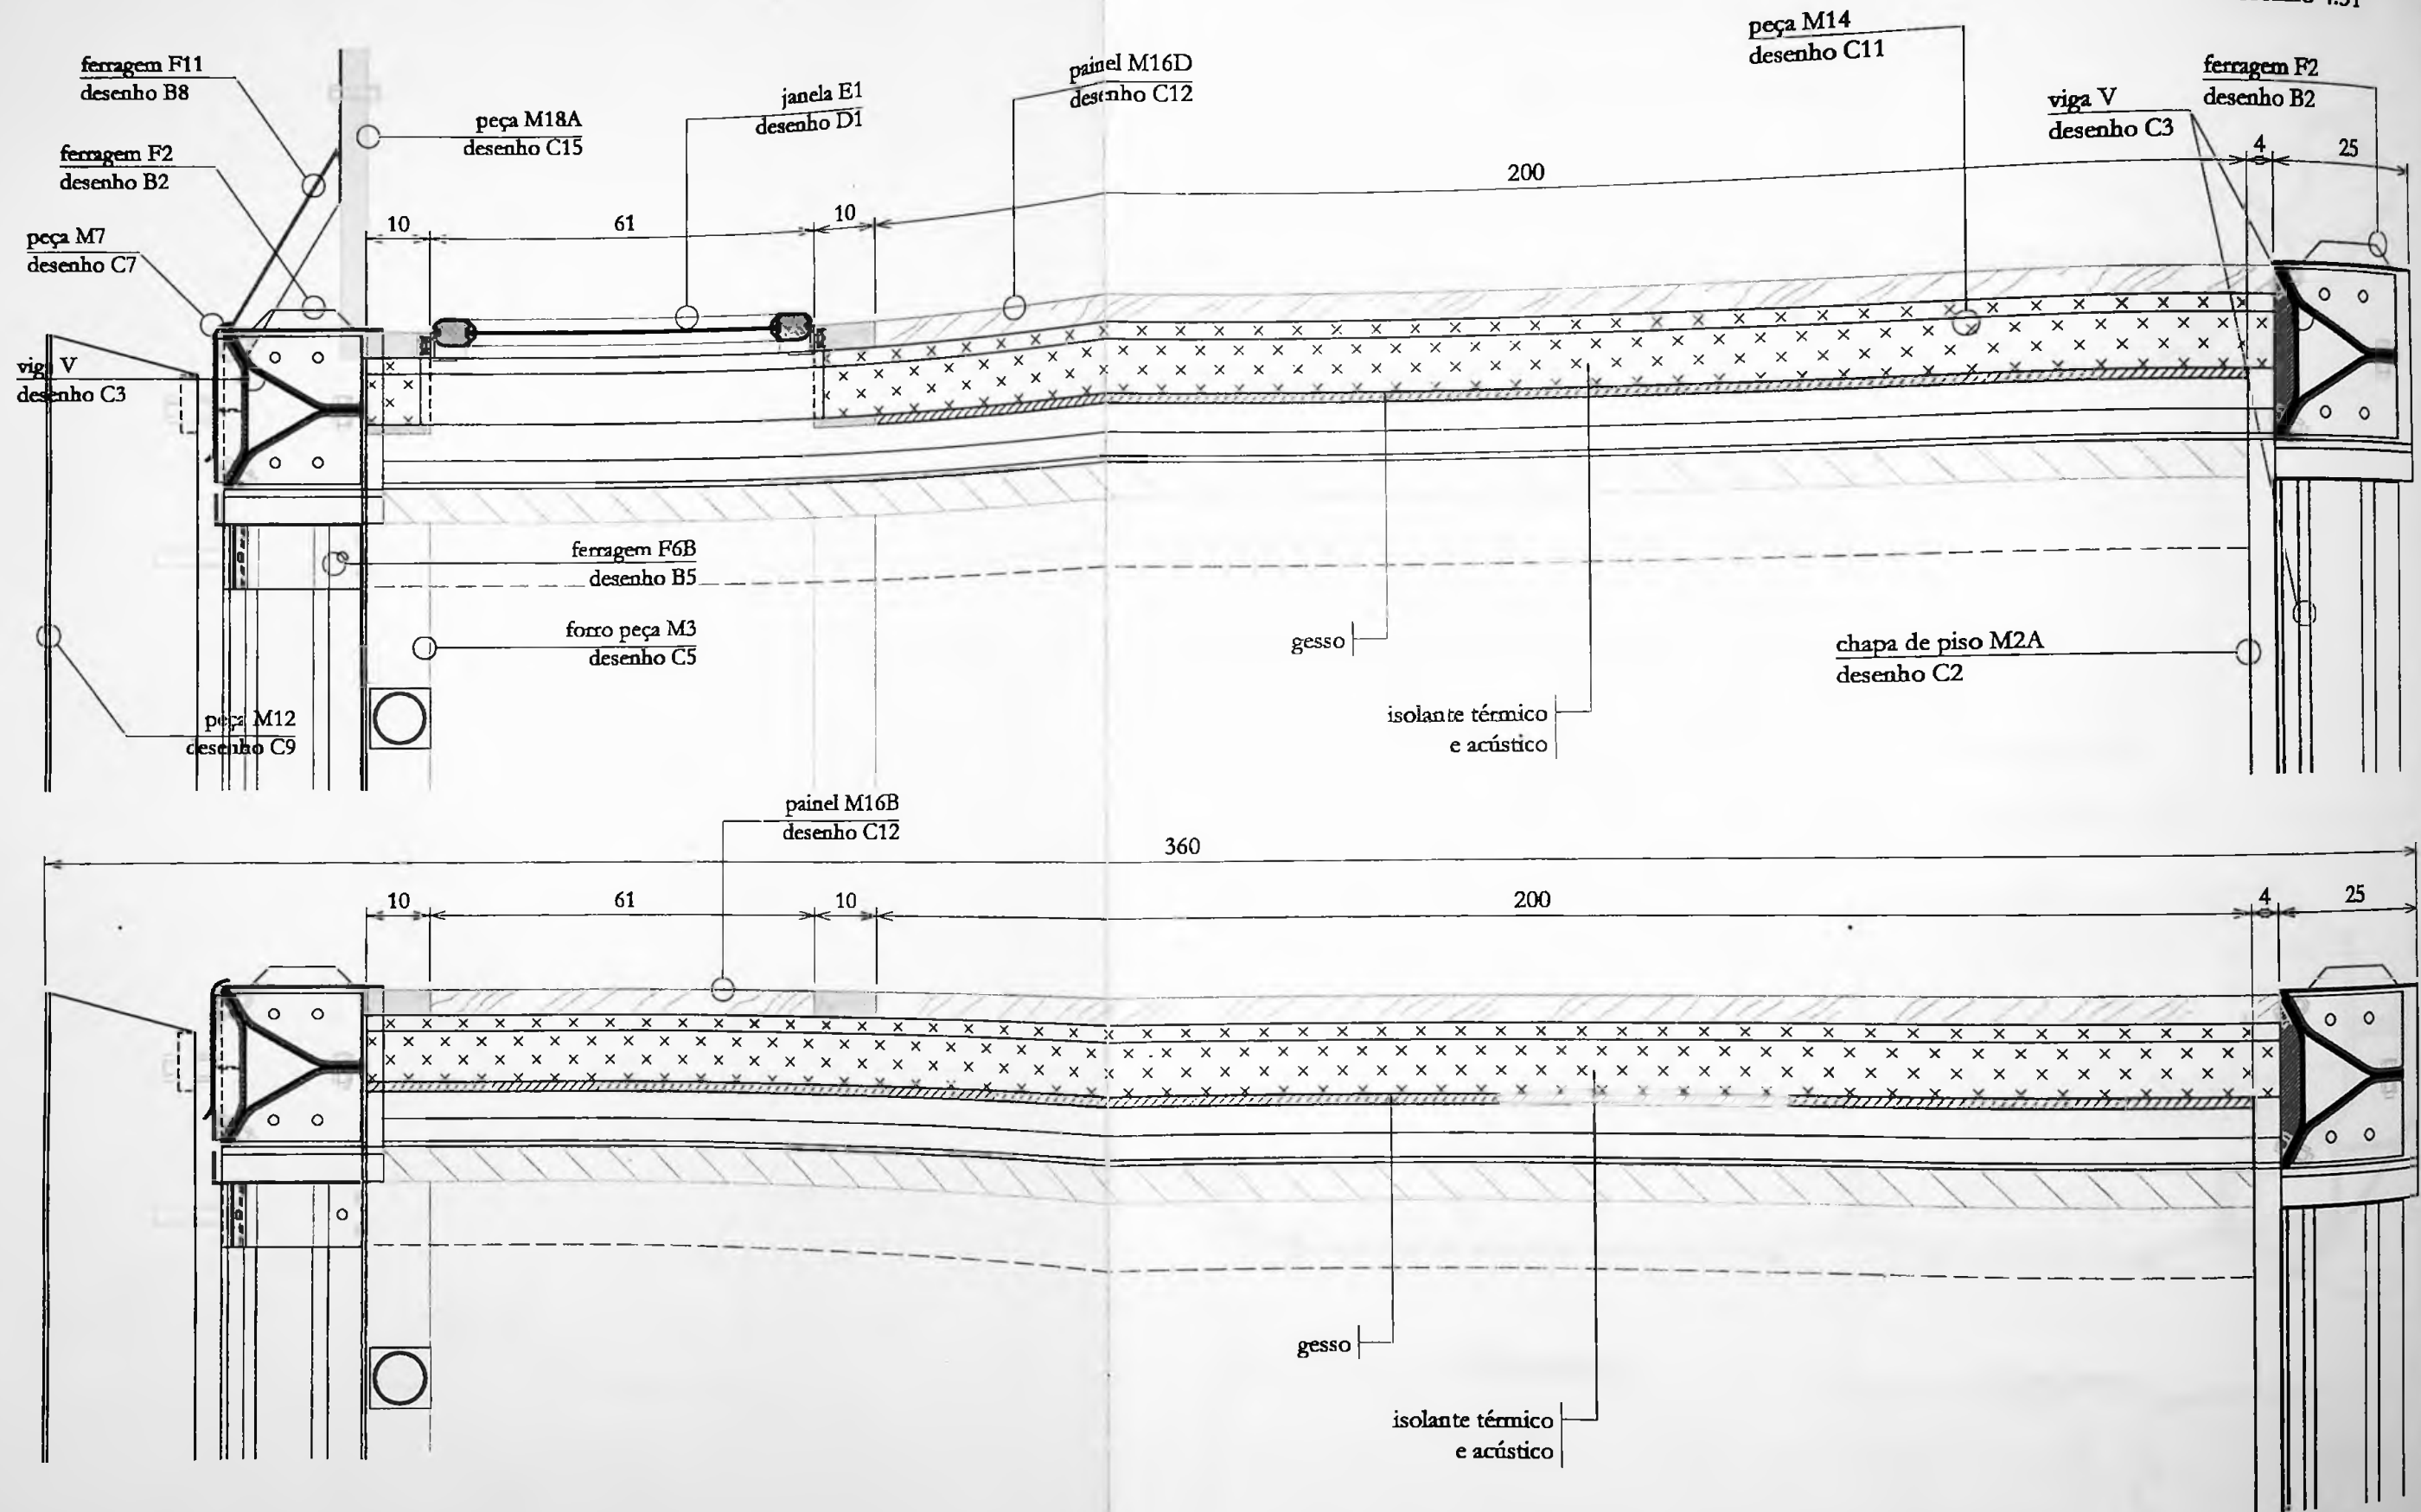 peça M14
desenho C11
ferragem F11
desenho B8
painel M16D
desenho C12
ferragem F2
desenho B2
janela E1
desenho D1
viga V
desenho C3
peça M18A
desenho C15
ferragem F2
desenho B2
4
25
200
10
61
10
peça M7
desenho C7
viga V
desenho C3
ferragem F6B
desenho B5
forro peça M3
desenho C5
gesso
chapa de piso M2A
desenho C2
peça M12
desenho C9
isolante térmico
e acústico
painel M16B
desenho C12
360
10
61
10
200
4
25
gesso
isolante térmico
e acústico